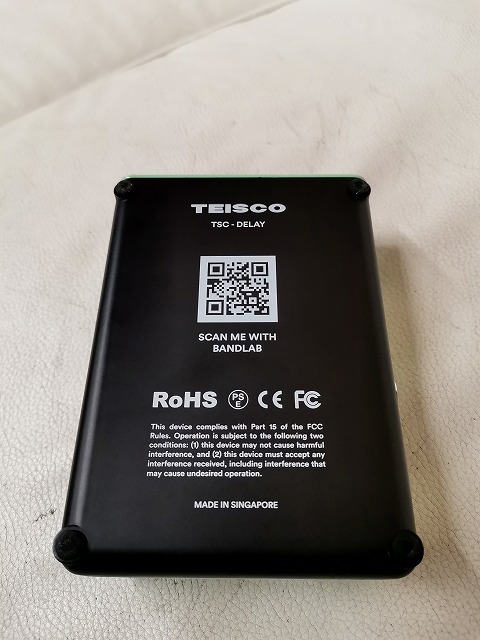 TEISCO
TSC - DELAY
SCAN ME WITH
BANDLAB
RoHS PS E CE FC
This device complies with Part 15 of the FCC
Rules. Operation is subject to the following two
conditions: (1) this device may not cause harmful
interference, and (2) this device must accept any
interference received, including interference that
may cause undesired operation.
MADE IN SINGAPORE